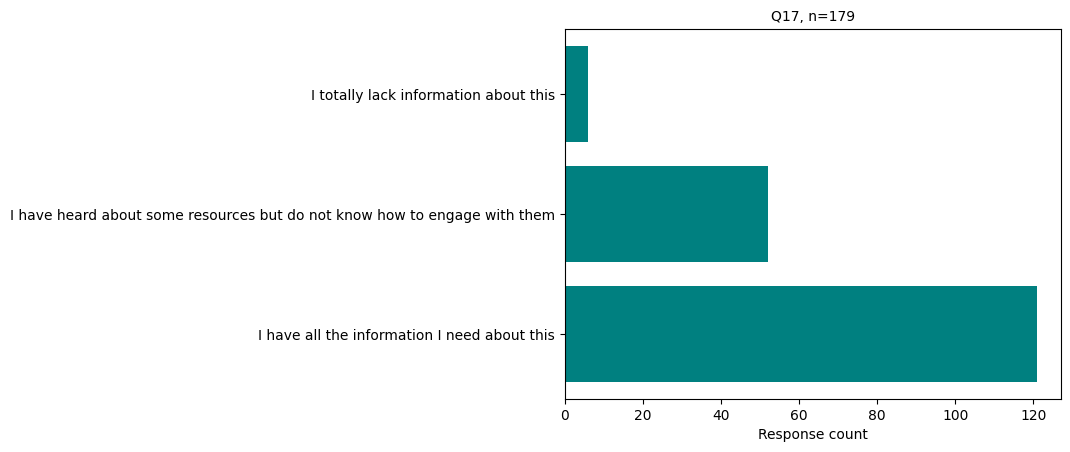 Q17, n=179
I totally lack information about this
I have heard about some resources but do not know how to engage with them
I have all the information I need about this
0 20 40 60 80 100 120
Response count